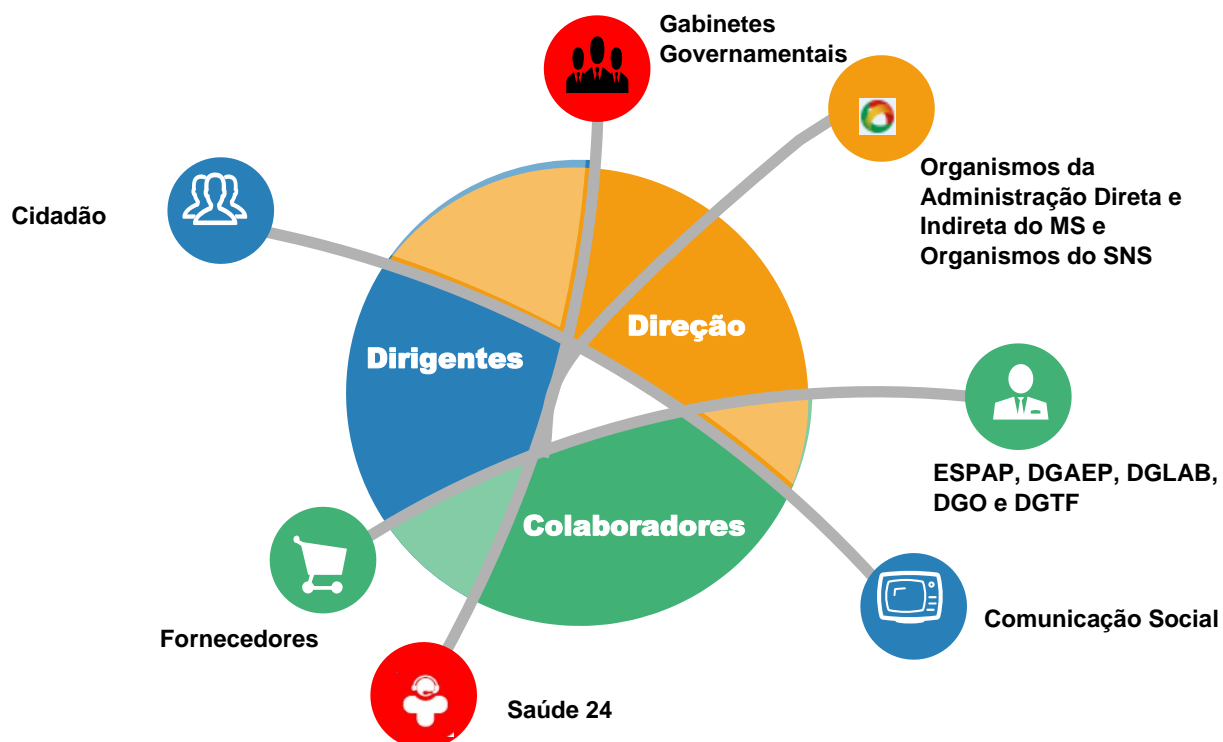 Gabinetes
Governamentais
Organismos da
Administração Direta e
Indireta do MS e
Organismos do SNS
Cidadão
Direção
Dirigentes
ESPAP, DGAEP, DGLAB,
DGO e DGTF
Colaboradores
Comunicação Social
Fornecedores
Saúde 24